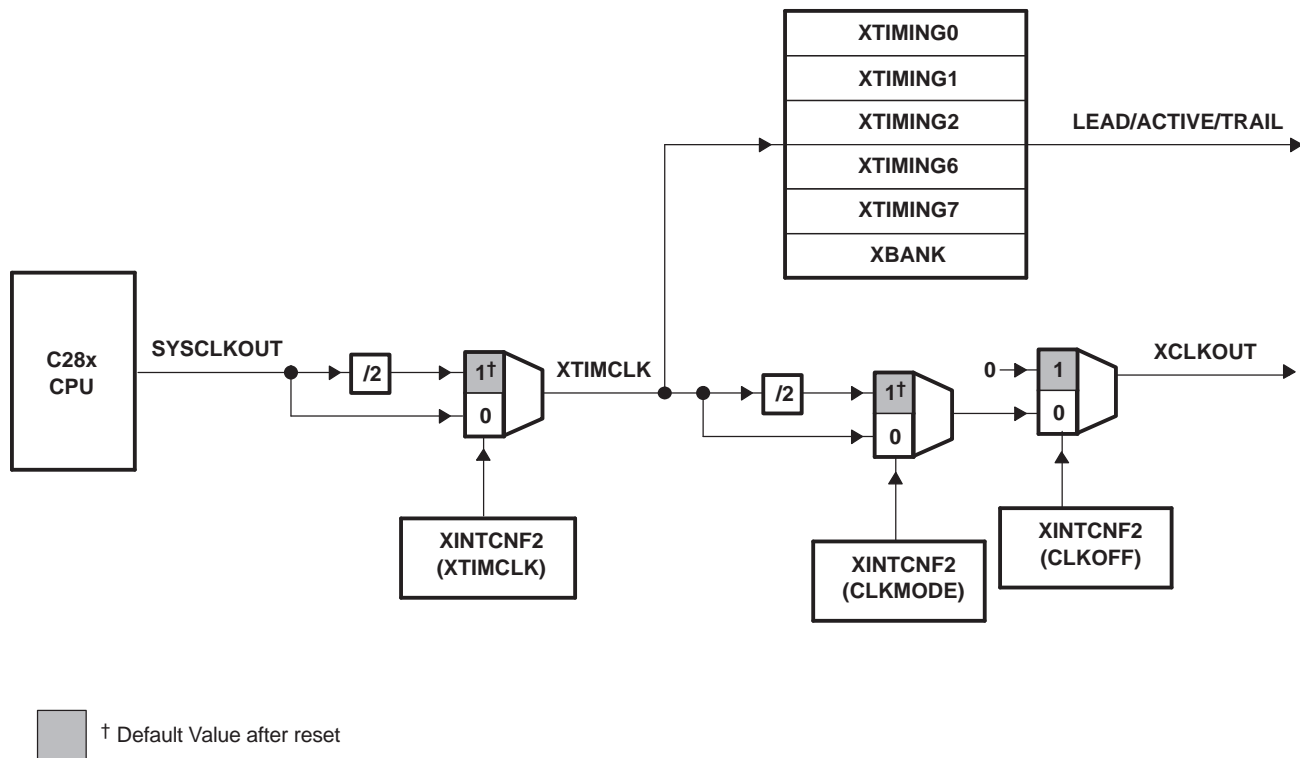 XTIMING0
XTIMING1
XTIMING2
XTIMING6
XTIMING7
XBANK
LEAD/ACTIVE/TRAIL
C28x
CPU
SYSCLKOUT
/2
1†
0
XTIMCLK
XINTCNF2
(XTIMCLK)
/2
1†
0
XINTCNF2
(CLKMODE)
0
1
0
XCLKOUT
XINTCNF2
(CLKOFF)
† Default Value after reset